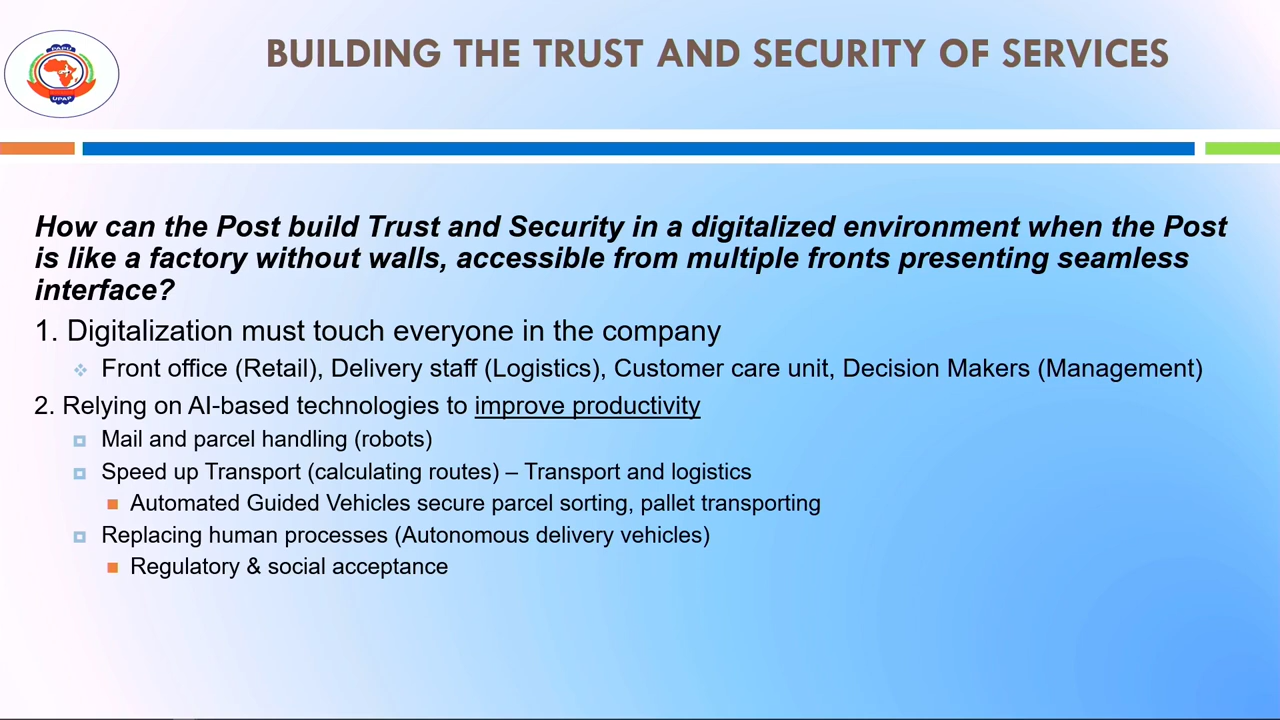 PAPU
UPAP
BUILDING THE TRUST AND SECURITY OF SERVICES
How can the Post build Trust and Security in a digitalized environment when the Post
is like a factory without walls, accessible from multiple fronts presenting seamless
interface?
1. Digitalization must touch everyone in the company
Front office (Retail), Delivery staff (Logistics), Customer care unit, Decision Makers (Management)
2. Relying on AI-based technologies to improve productivity
Mail and parcel handling (robots)
Speed up Transport (calculating routes) – Transport and logistics
Automated Guided Vehicles secure parcel sorting, pallet transporting
Replacing human processes (Autonomous delivery vehicles)
Regulatory & social acceptance